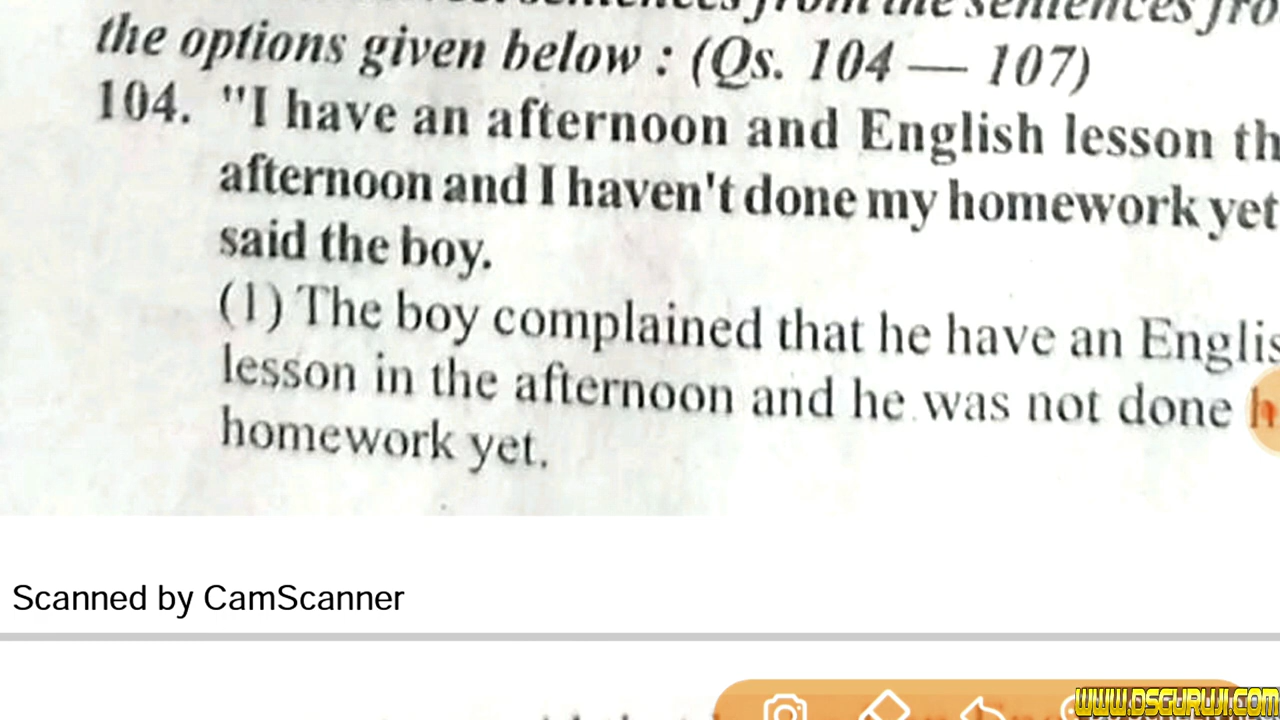 the options given below : (Qs. 104 — 107)
104. "I have an afternoon and English lesson
afternoon and I haven't done my homework yet
said the boy.
(1) The boy complained that he have an
lesson in the afternoon and he was not done
homework yet.
Scanned by CamScanner
WWW.DSGURUJI.COM